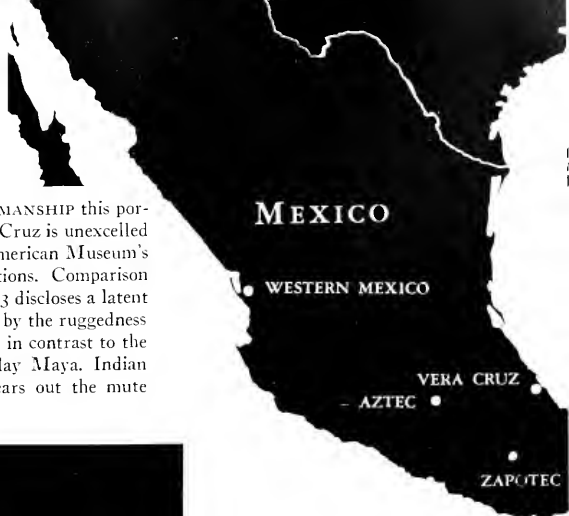 MANSHIP this por-
Cruz is unexcelled
merican Museum's
tions. Comparison
3 discloses a latent
by the ruggedness
in contrast to the
lay Maya. Indian
ears out the mute
MEXICO
WESTERN MEXICO
VERA CRUZ
AZTEC
ZAPOTEC